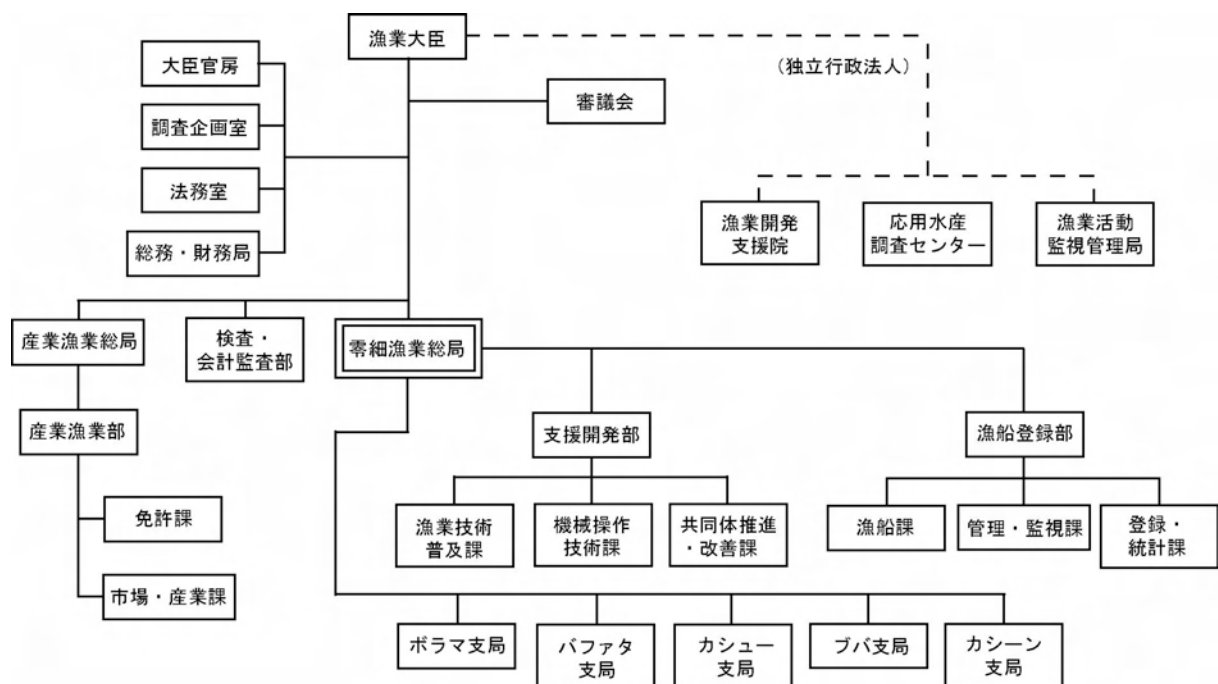 漁業大臣
大臣官房
(独立行政法人)
審議会
調査企画室
法務室
総務・財務局
漁業開発
支援院
応用水産
調査センター
漁業活動
監視管理局
産業漁業総局
検査・
会計監査部
零細漁業総局
産業漁業部
支援開発部
漁船登録部
免許課
市場・産業課
漁業技術
普及課
機械操作
技術課
共同体推進
・改善課
漁船課
管理・監視課
登録・
統計課
ボラマ支局
バファタ
支局
カシュー
支局
ブバ支局
カシーン
支局